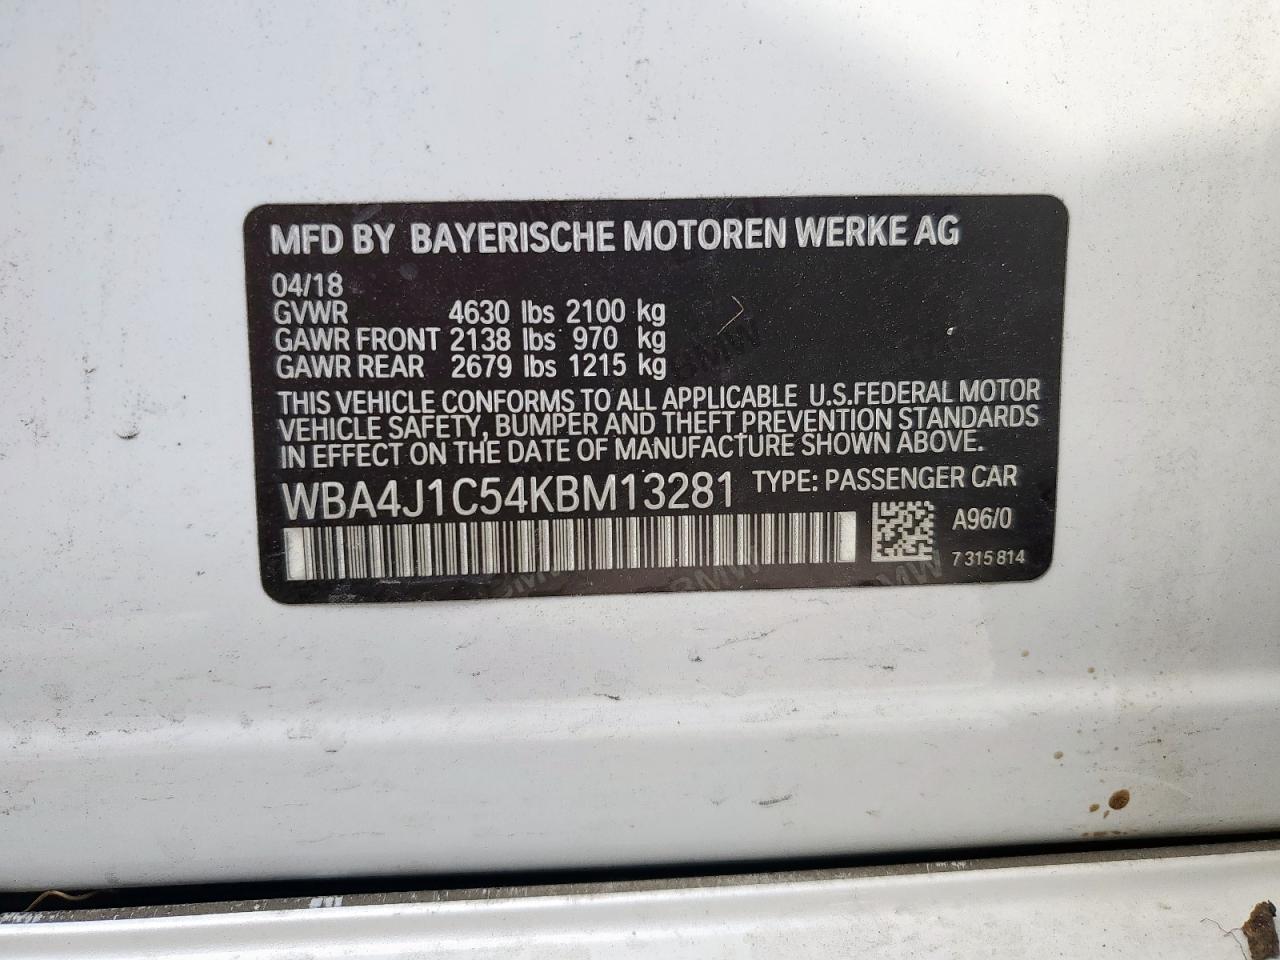 MFD BY BAYERISCHE MOTOREN WERKE AG
04/18
GVWR 4630 lbs 2100 kg
GAWR FRONT 2138 lbs 970 kg
GAWR REAR 2679 lbs 1215 kg
THIS VEHICLE CONFORMS TO ALL APPLICABLE U.S.FEDERAL MOTOR
VEHICLE SAFETY, BUMPER AND THEFT PREVENTION STANDARDS
IN EFFECT ON THE DATE OF MANUFACTURE SHOWN ABOVE.
WBA4J1C54KBM13281 TYPE: PASSENGER CAR
A96/0
7 315 814